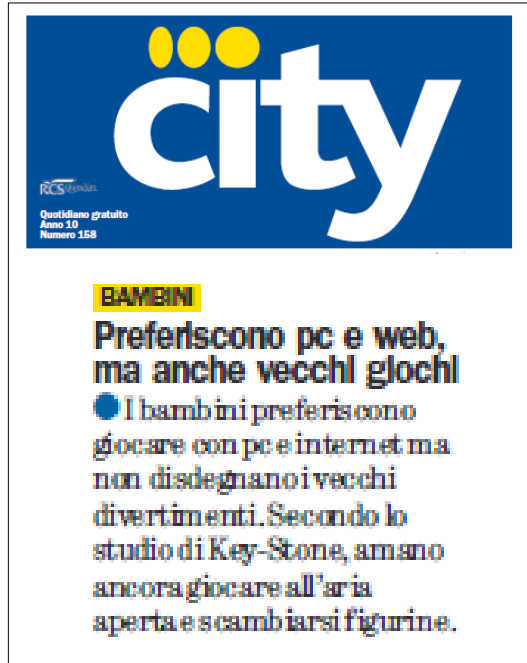 city
RCS
Quotidiano gratuito
Anno 10
Numero 158
BAMBINI
Preferiscono pc e web,
ma anche vecchi giochi
I bambini preferiscono
giocare con pc e internet ma
non disdegnano i vecchi
divertimenti. Secondo lo
studio di Key-Stone, amano
ancora giocare all'aria
aperta e scambiarsi figurine.